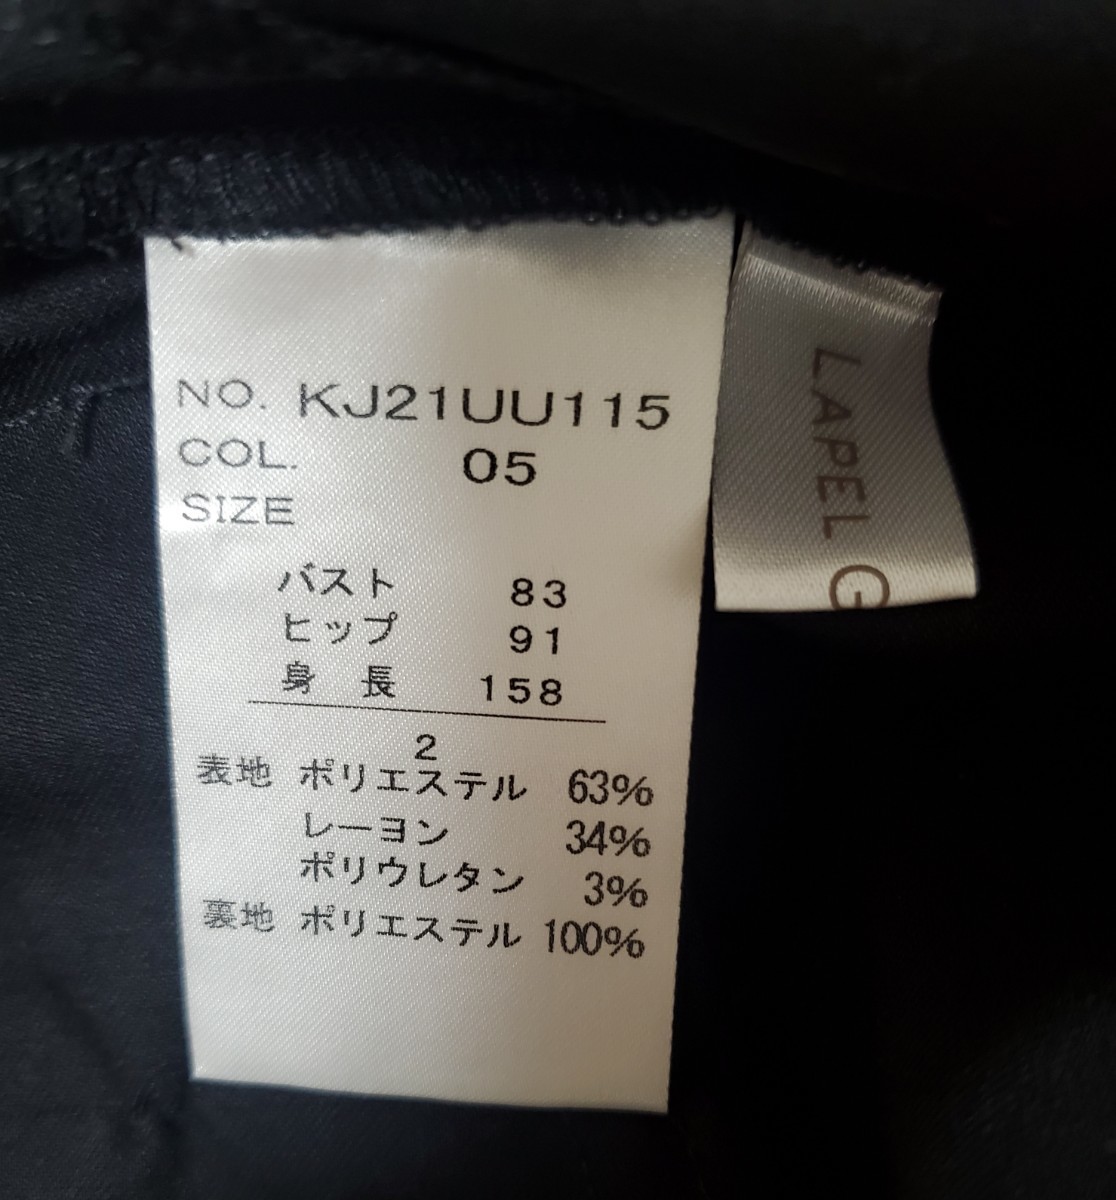 NO. KJ21UU115
COL. 05
SIZE
バスト 83
ヒップ 91
身 長 158
2
表地 ポリエステル 63%
レーヨン 34%
ポリウレタン 3%
裏地 ポリエステル 100%
LAPEL G